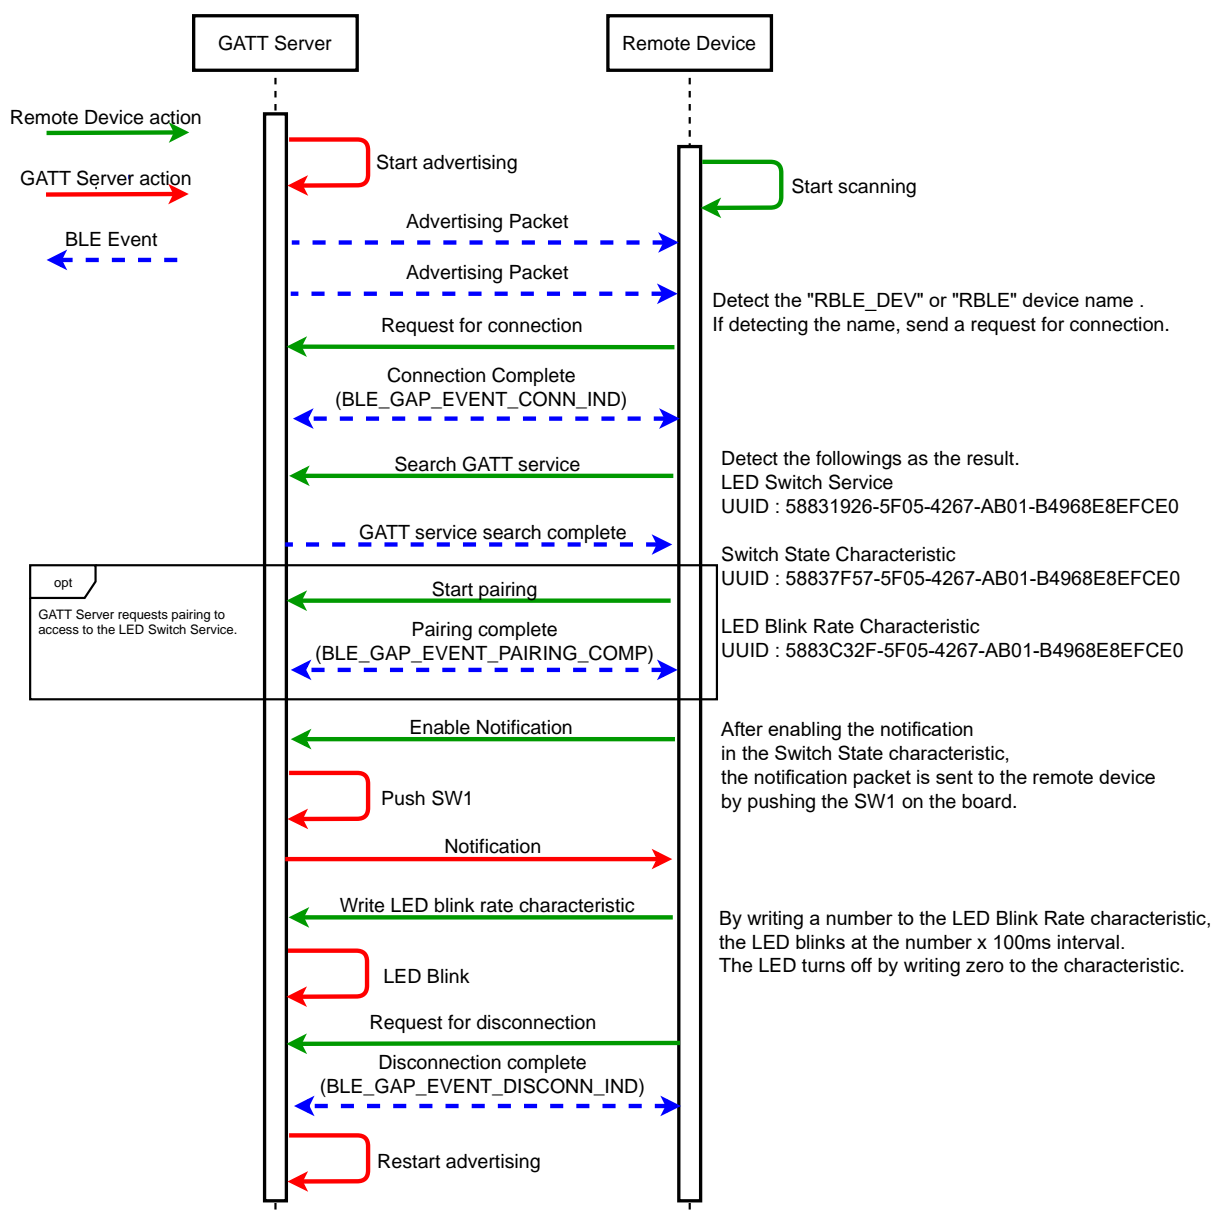 GATT Server
Remote Device
Remote Device action
Start advertising
GATT Server action
Start scanning
Advertising Packet
BLE Event
Advertising Packet
Detect the "RBLE_DEV" or "RBLE" device name .
If detecting the name, send a request for connection.
Request for connection
Connection Complete
(BLE_GAP_EVENT_CONN_IND)
Search GATT service
Detect the followings as the result.
LED Switch Service
UUID : 58831926-5F05-4267-AB01-B4968E8EFCE0
GATT service search complete
Switch State Characteristic
UUID : 58837F57-5F05-4267-AB01-B4968E8EFCE0
opt
GATT Server requests pairing to
access to the LED Switch Service.
Start pairing
LED Blink Rate Characteristic
UUID : 5883C32F-5F05-4267-AB01-B4968E8EFCE0
Pairing complete
(BLE_GAP_EVENT_PAIRING_COMP)
Enable Notification
After enabling the notification
in the Switch State characteristic,
the notification packet is sent to the remote device
by pushing the SW1 on the board.
Push SW1
Notification
Write LED blink rate characteristic
By writing a number to the LED Blink Rate characteristic,
the LED blinks at the number x 100ms interval.
The LED turns off by writing zero to the characteristic.
LED Blink
Request for disconnection
Disconnection complete
(BLE_GAP_EVENT_DISCONN_IND)
Restart advertising